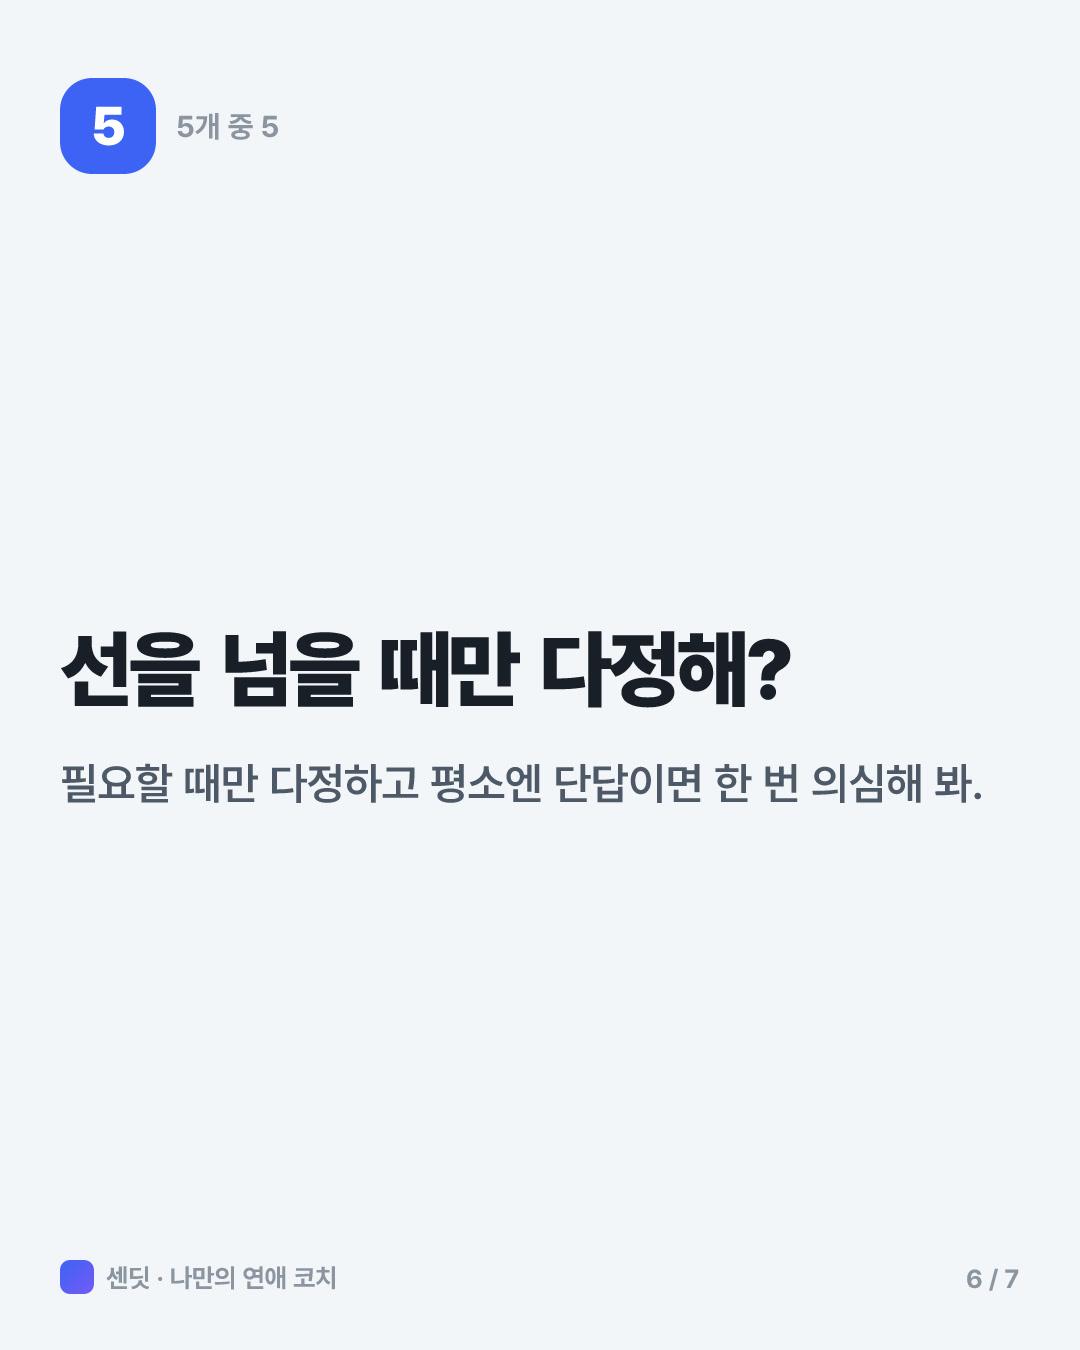 5
5개 중 5
선을 넘을 때만 다정해?
필요할 때만 다정하고 평소엔 단답이면 한 번 의심해 봐.
센딧 · 나만의 연애 코치
6 / 7